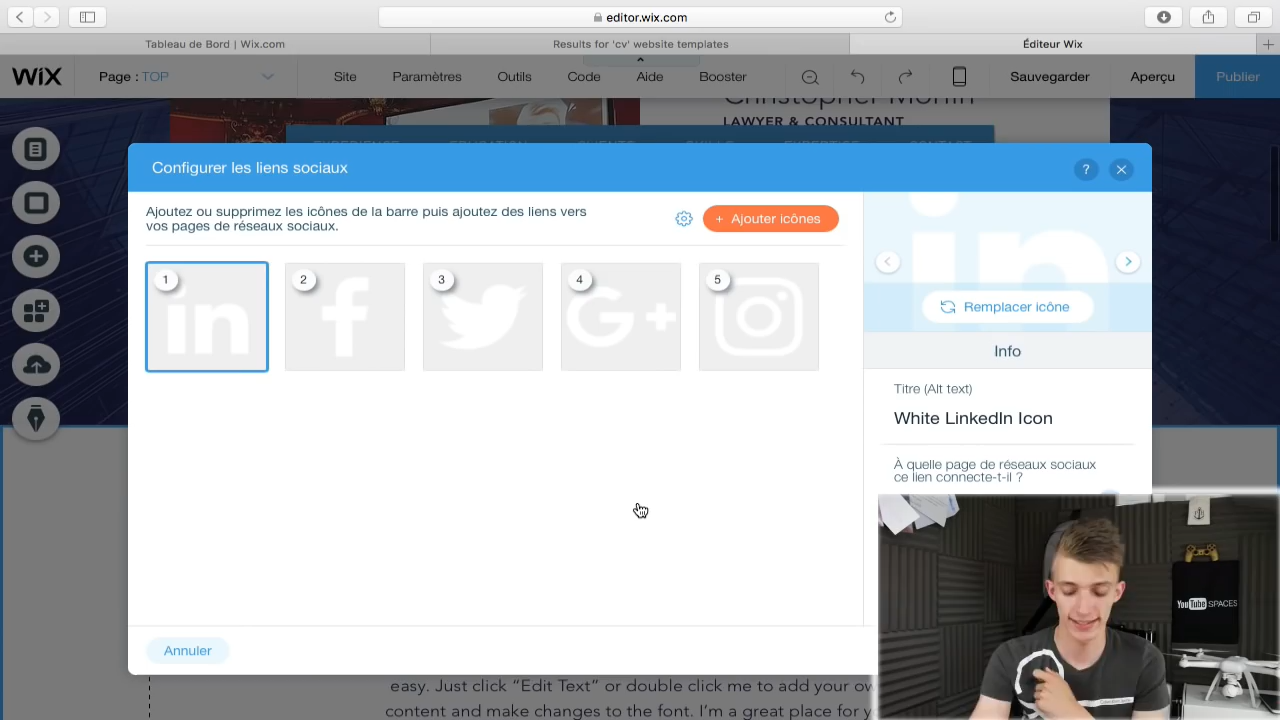 editor.wix.com
Tableau de Bord | Wix.com
Results for 'cv' website templates
Éditeur Wix
WiX
Page : TOP
Site
Paramètres
Outils
Code
Aide
Booster
Sauvegarder
Aperçu
Publier
Christopher Morlin
LAWYER & CONSULTANT
Configurer les liens sociaux
?
Ajoutez ou supprimez les icônes de la barre puis ajoutez des liens vers
vos pages de réseaux sociaux.
+ Ajouter icônes
1
2
3
4
5
in
f
G+
in
Remplacer icône
Info
Titre (Alt text)
White LinkedIn Icon
À quelle page de réseaux sociaux
ce lien connecte-t-il ?
Annuler
easy. Just click “Edit Text” or double click me to add your ow
content and make changes to the font. I’m a great place for y
YouTube SPACES